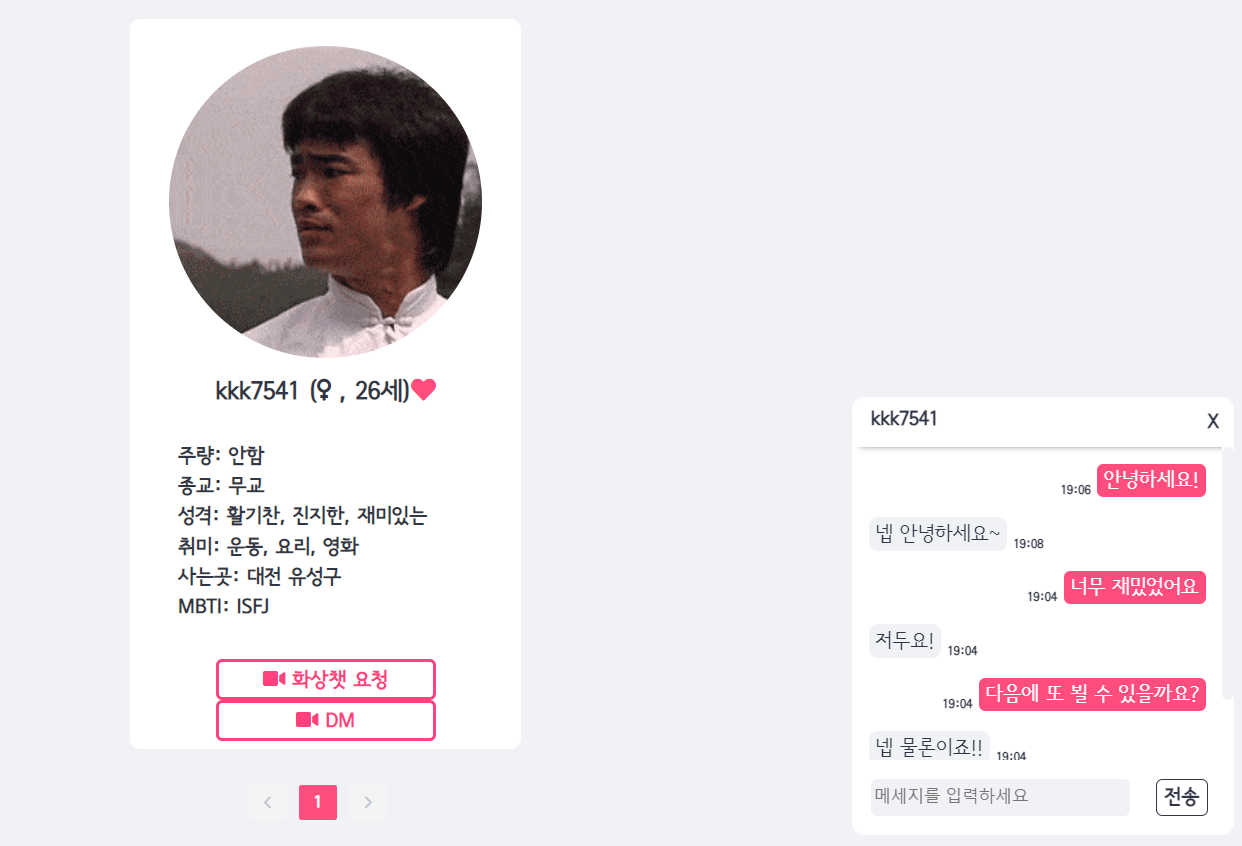 kkk7541 (♀, 26세)
주량: 안함
종교: 무교
성격: 활기찬, 진지한, 재미있는
취미: 운동, 요리, 영화
사는곳: 대전 유성구
MBTI: ISFJ
화상챗 요청
DM
< 1 >
kkk7541 X
19:06 안녕하세요!
넵 안녕하세요~ 19:08
19:04 너무 재밌었어요
저두요! 19:04
19:04 다음에 또 뵐 수 있을까요?
넵 물론이죠!! 19:04
메세지를 입력하세요 전송